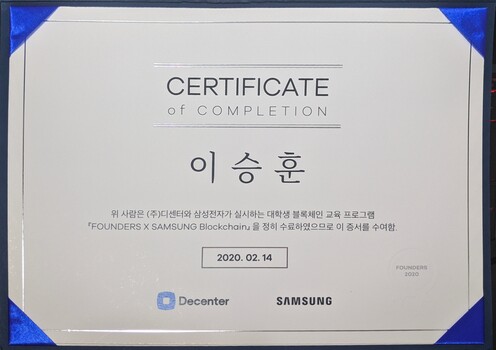 CERTIFICATE
of COMPLETION
이승훈
위 사람은 (주)디센터와 삼성전자가 실시하는 대학생 블록체인 교육 프로그램
『FOUNDERS X SAMSUNG Blockchain』을 정히 수료하였으므로 이 증서를 수여함.
2020. 02. 14
FOUNDERS
2020
Decenter
SAMSUNG